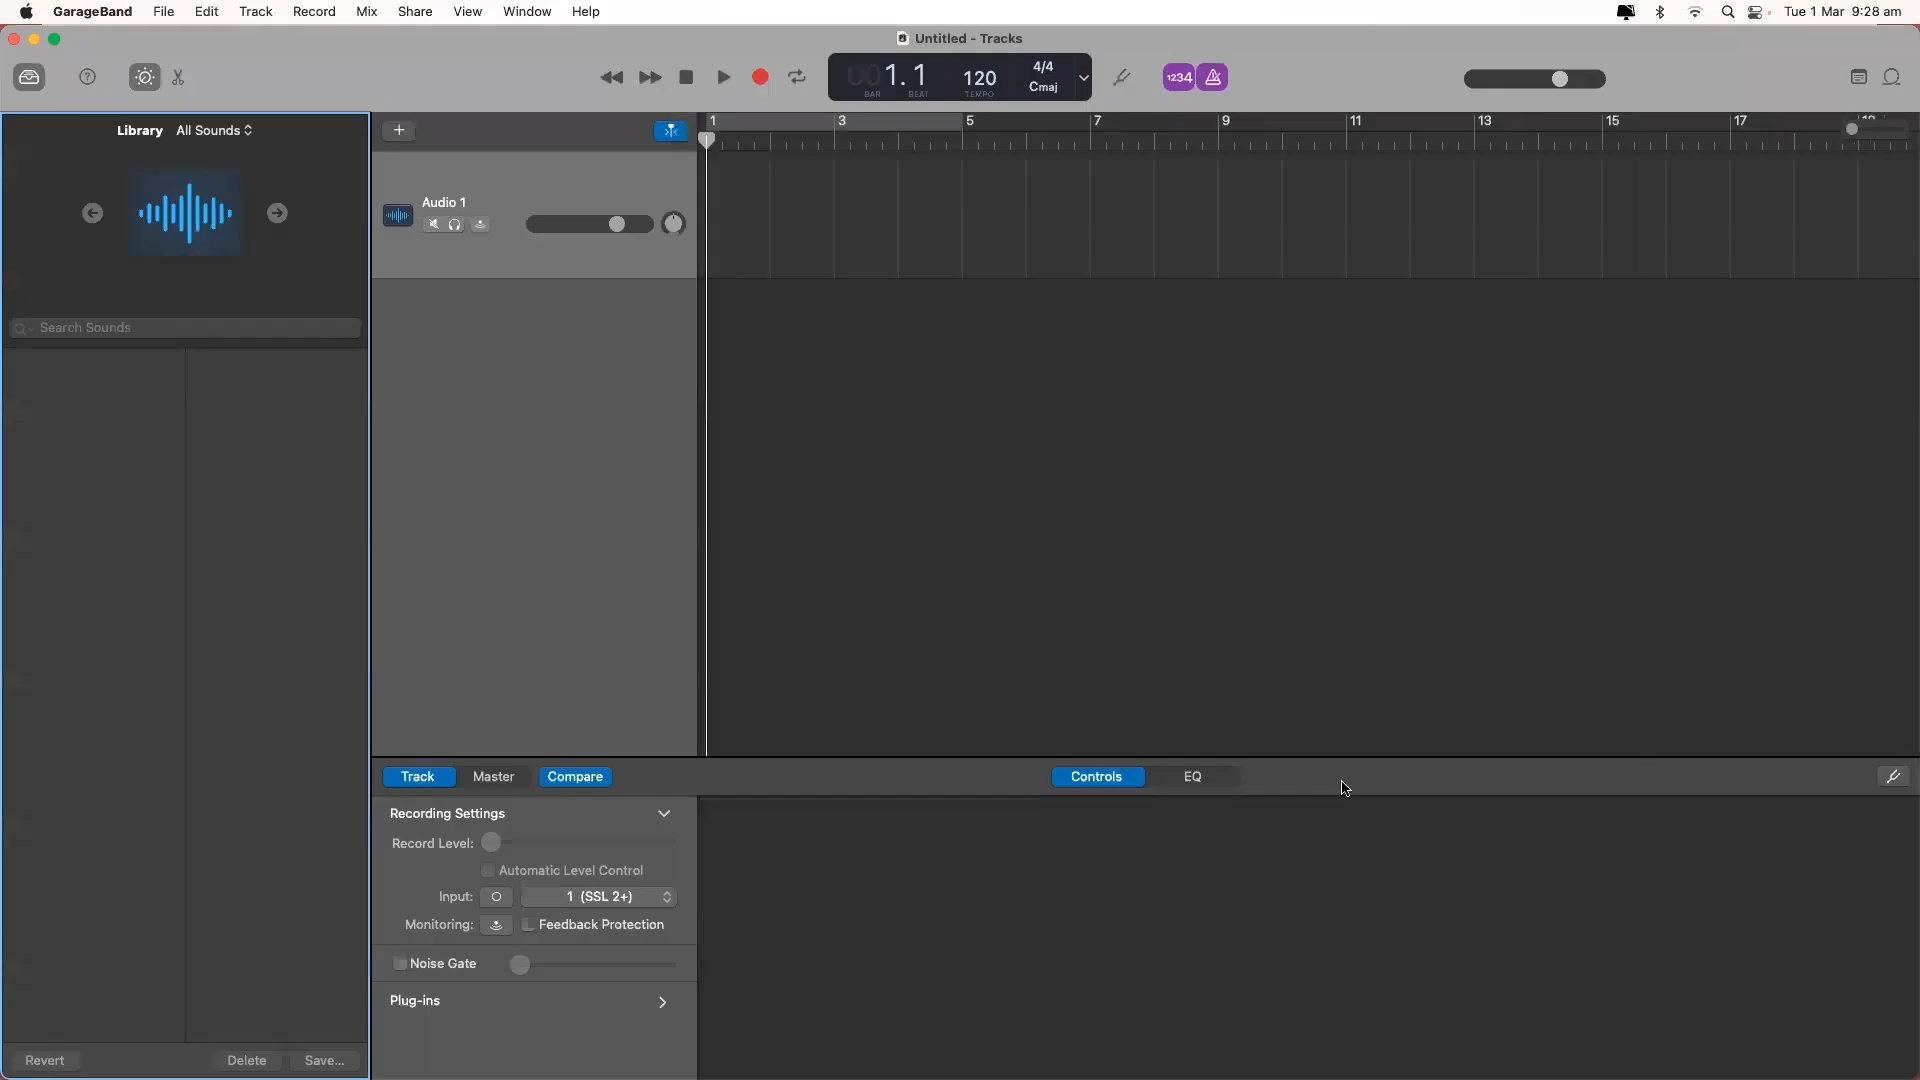 GarageBand File Edit Track Record Mix Share View Window Help Tue 1 Mar 9:28 am
Untitled - Tracks
1. 1 120 4/4 Cmaj 1234
BAR BEAT TEMPO
Library All Sounds
1 3 5 7 9 11 13 15 17
Audio 1
Search Sounds
Track Master Compare Controls EQ
Recording Settings
Record Level:
Automatic Level Control
Input: 1 (SSL 2+)
Monitoring: Feedback Protection
Noise Gate
Plug-ins
Revert Delete Save...